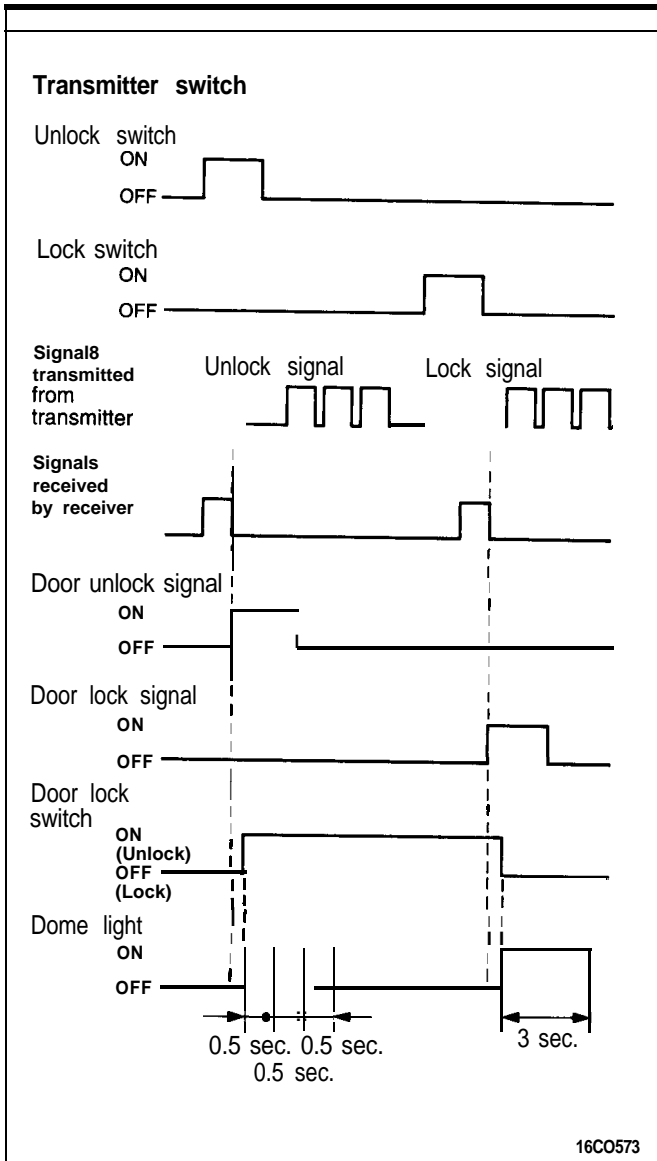 Transmitter switch
Unlock switch
ON
OFF
Lock switch
ON
OFF
Signal8
transmitted
from
transmitter
Unlock signal
Lock signal
Signals
received
by receiver
Door unlock signal
ON
OFF
Door lock signal
ON
OFF
Door lock
switch
ON
(Unlock)
OFF
(Lock)
Dome light
ON
OFF
0.5 sec. 0.5 sec.
0.5 sec.
3 sec.
16CO573